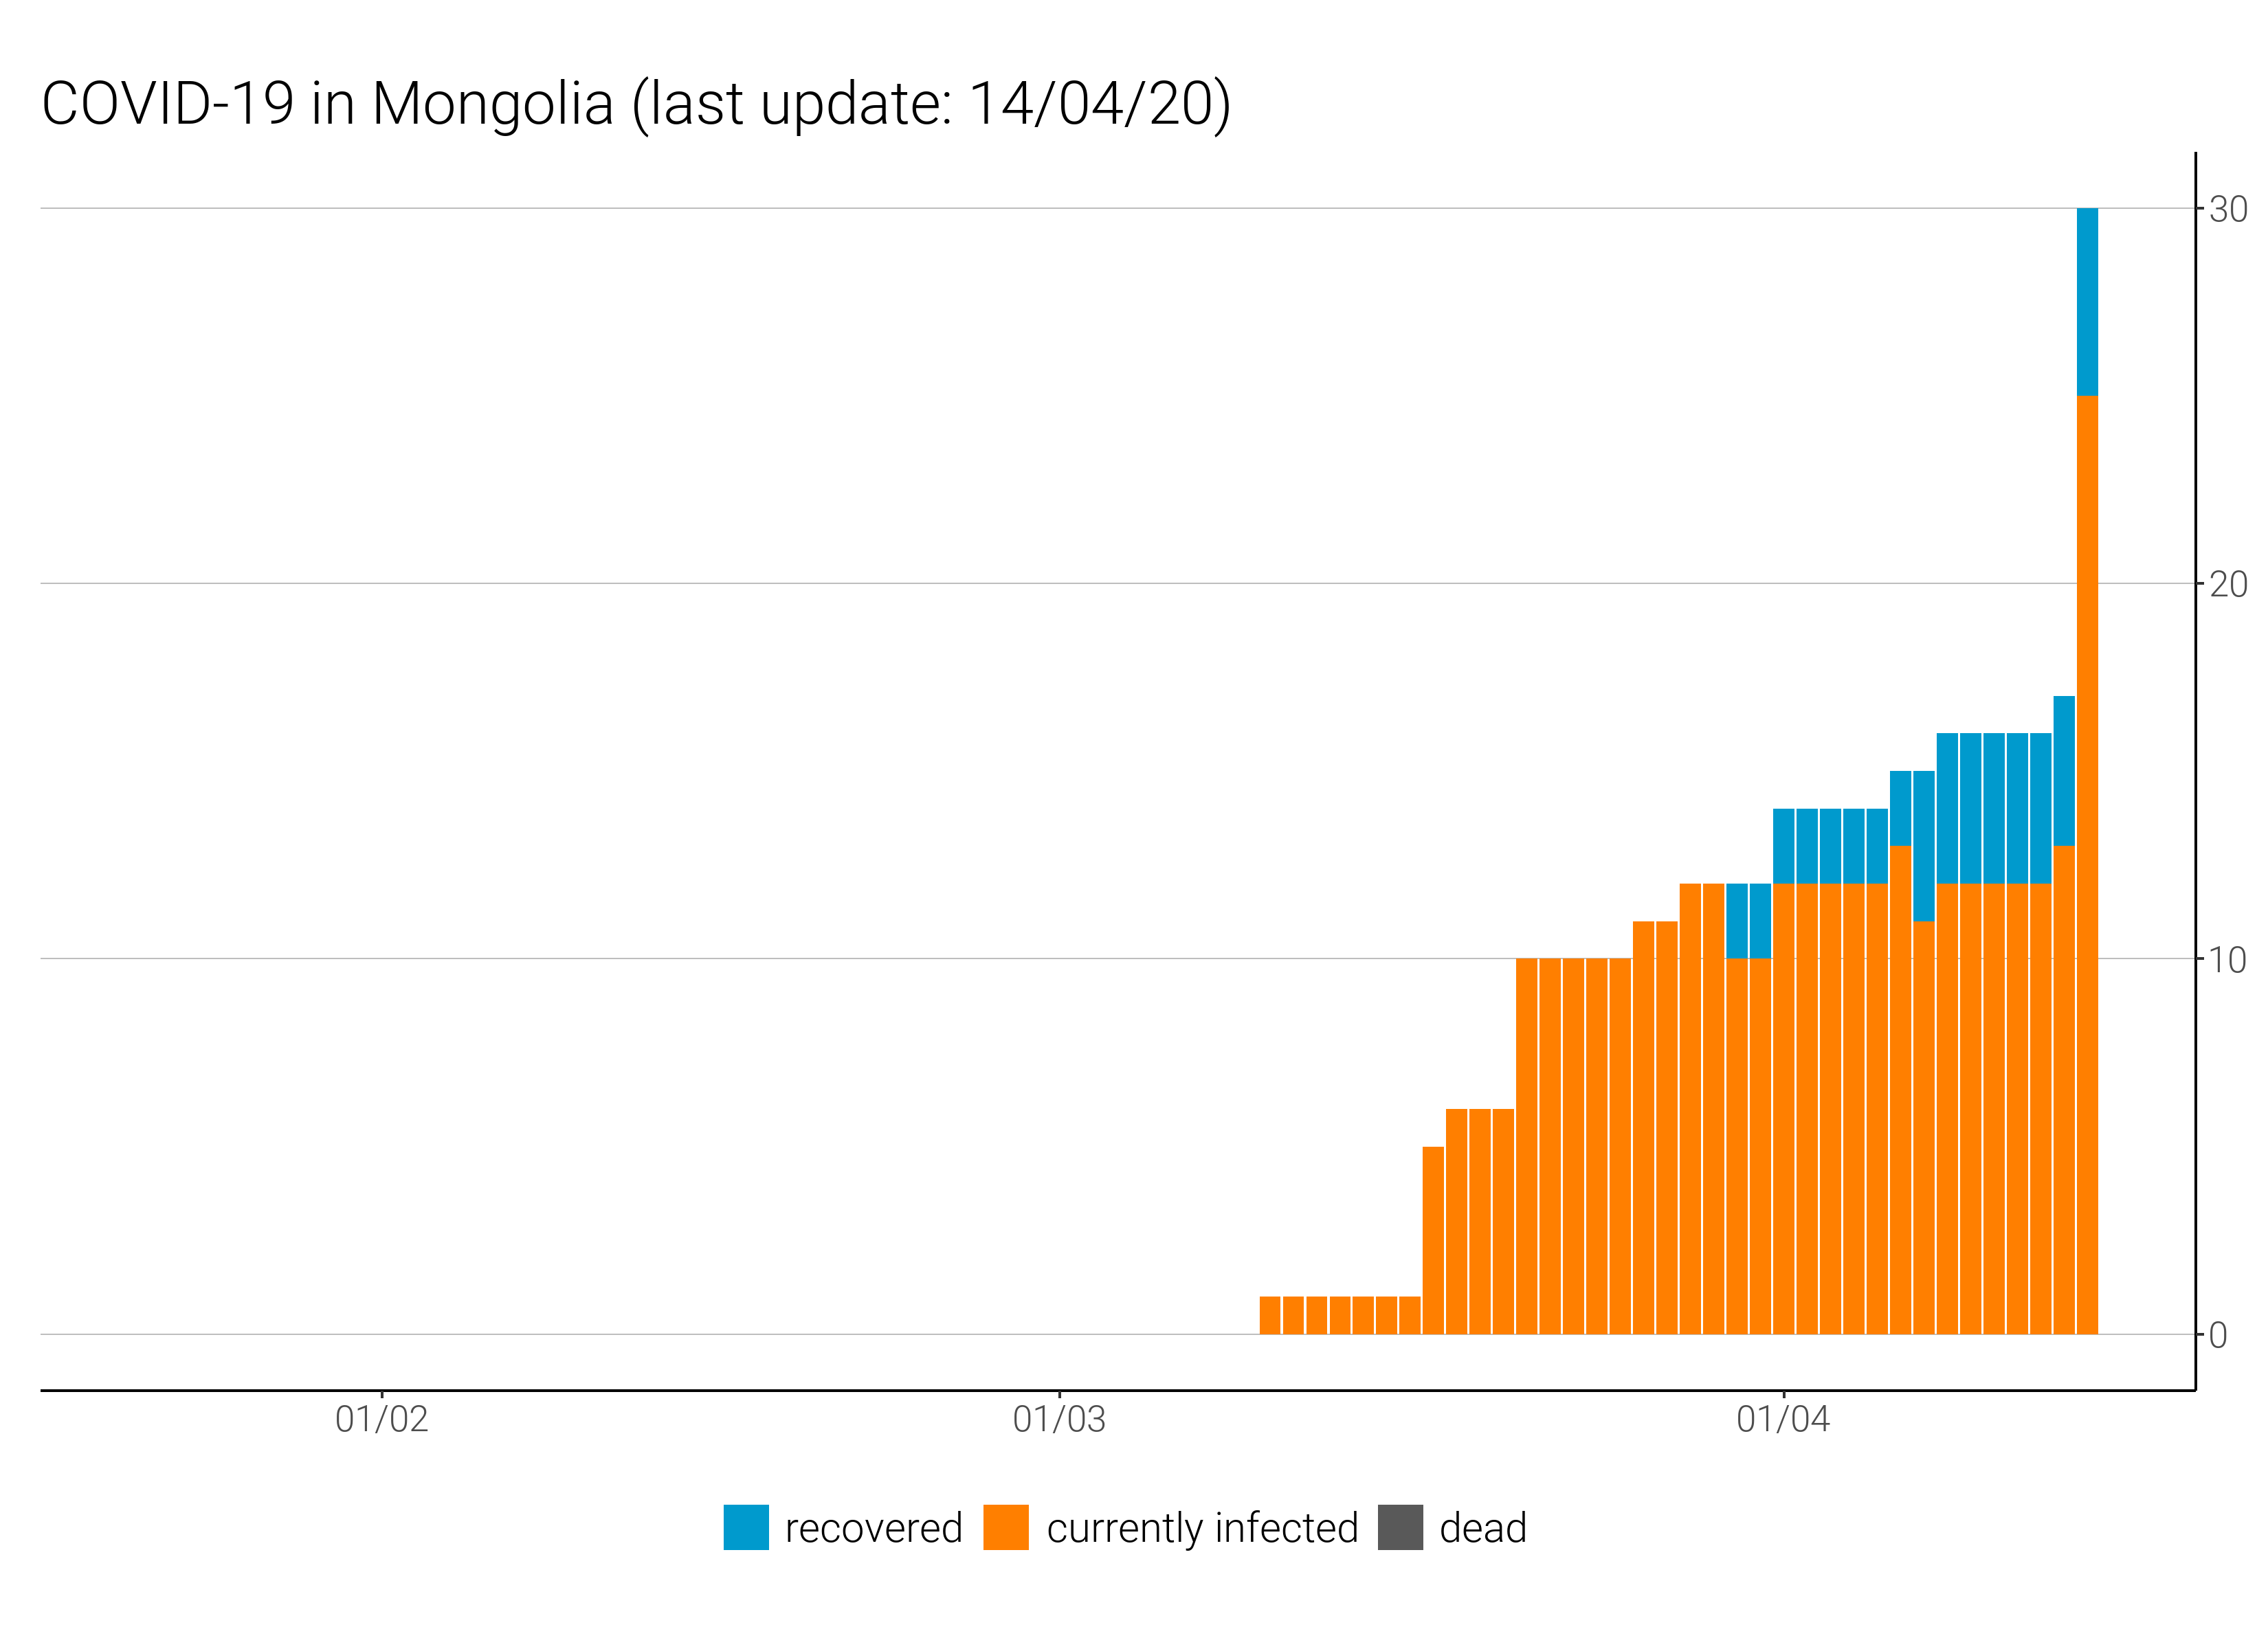 COVID-19 in Mongolia (last update: 14/04/20)
30
20
10
0
01/02 01/03 01/04
recovered currently infected dead